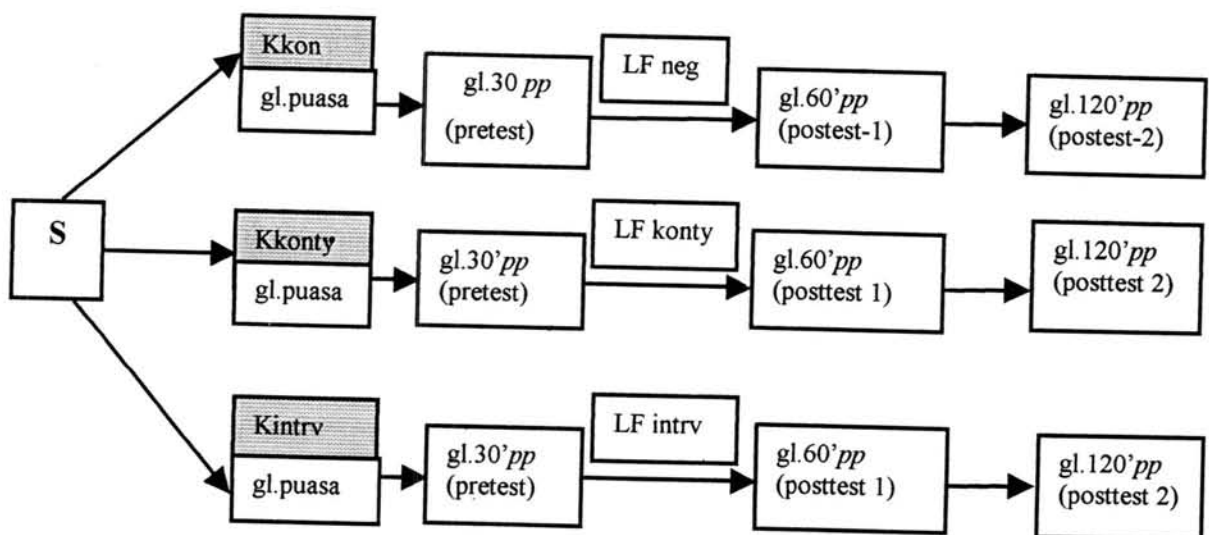 Kkon
gl.puasa
gl.30 pp
(pretest)
LF neg
gl.60'pp
(postest-1)
gl.120'pp
(postest-2)
S
Kkonty
gl.puasa
gl.30'pp
(pretest)
LF konty
gl.60'pp
(posttest 1)
gl.120'pp
(posttest 2)
Kintrv
gl.puasa
gl.30'pp
(pretest)
LF intrv
gl.60'pp
(posttest 1)
gl.120'pp
(posttest 2)